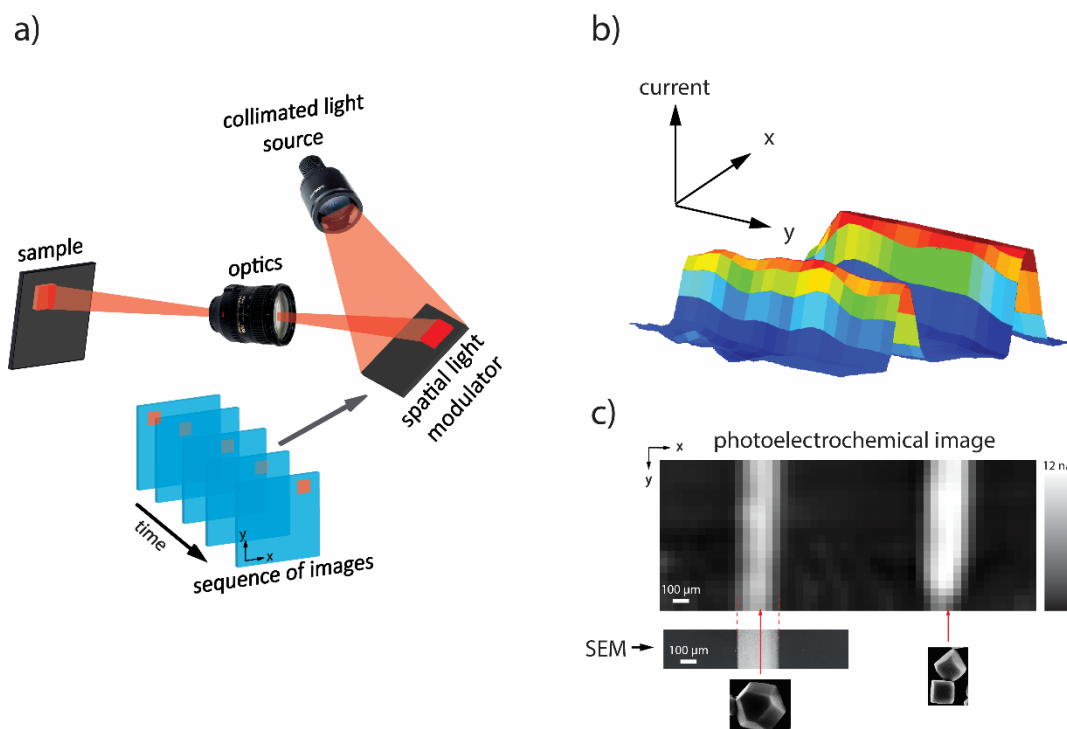 a)
collimated light
source
sample
optics
spatial light
modulator
time
y
x
sequence of images
b)
current
x
y
c)
x
y
photoelectrochemical image
12 n
100 µm
SEM
100 µm